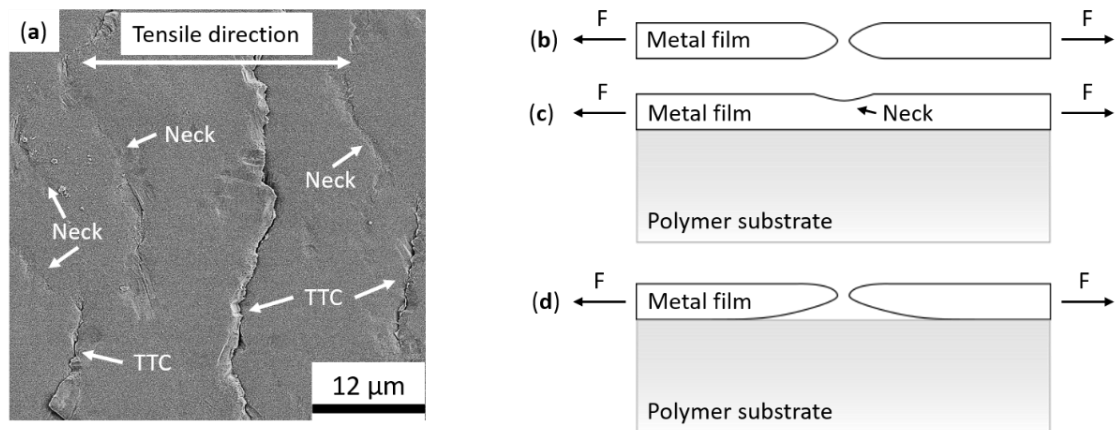 (a)
Tensile direction
Neck
Neck
Neck
TTC
TTC
12 µm
(b)
F
Metal film
F
(c)
F
Metal film
Neck
F
Polymer substrate
(d)
F
Metal film
F
Polymer substrate